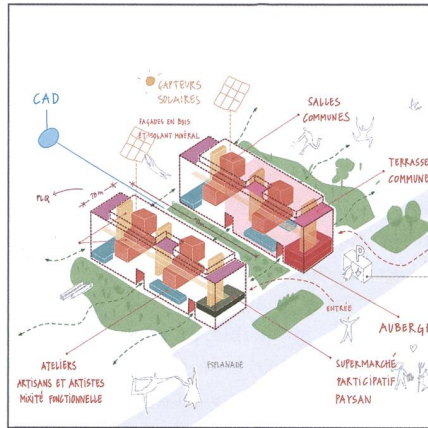 CAD
CAPTEURS
SOLAIRES
FAÇADES EN BOIS
ET ISOLANT MINÉRAL
SALLES
COMMUNES
TERRASSE
COMMUNE
PLQ
ENTRÉE
AUBERGE
ESPLANADE
ATELIERS
ARTISANS ET ARTISTES
MIXITÉ FONCTIONNELLE
SUPERMARCHÉ
PARTICIPATIF
PAYSAN